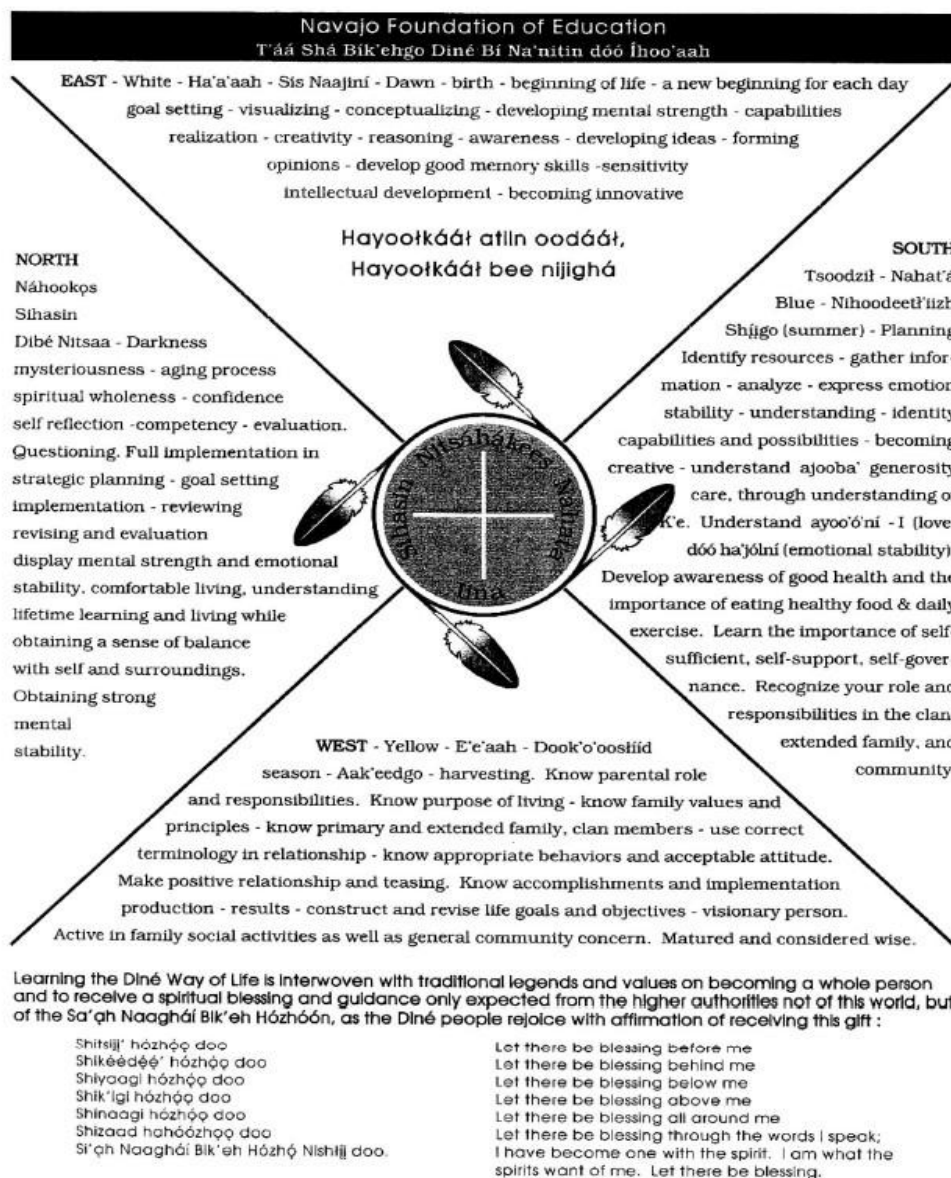 Navajo Foundation of Education
T'áá Shá Bík'ehgo Diné Bí Na'nitin dóó Íhoo'aah
EAST - White - Ha'a'aah - Sis Naajiní - Dawn - birth - beginning of life - a new beginning for each day
goal setting - visualizing - conceptualizing - developing mental strength - capabilities
realization - creativity - reasoning - awareness - developing ideas - forming
opinions - develop good memory skills -sensitivity
intellectual development - becoming innovative
Hayoołkááł atiin oodááł,
Hayoołkááł bee nijighá
NORTH
Náhookǫs
Sihasin
Dibé Nitsaa - Darkness
mysteriousness - aging process
spiritual wholeness - confidence
self reflection -competency - evaluation.
Questioning. Full implementation in
strategic planning - goal setting
implementation - reviewing
revising and evaluation
display mental strength and emotional
stability, comfortable living, understanding
lifetime learning and living while
obtaining a sense of balance
with self and surroundings.
Obtaining strong
mental
stability.
SOUTH
Tsoodził - Nahat'á
Blue - Nihoodeetł'iizh
Shį́įgo (summer) - Planning
Identify resources - gather infor-
mation - analyze - express emotion
stability - understanding - identity
capabilities and possibilities - becoming
creative - understand ajooba' generosity
care, through understanding o
K'e. Understand ayoo'ó'ní - I (love
dóó ha'jólní (emotional stability)
Develop awareness of good health and the
importance of eating healthy food & daily
exercise. Learn the importance of self
sufficient, self-support, self-gover
nance. Recognize your role and
responsibilities in the clan
extended family, and
community
Nitsáhákees
Nahatá
Iiná
Sihasin
WEST - Yellow - E'e'aah - Dook'o'oosłííd
season - Aak'eedgo - harvesting. Know parental role
and responsibilities. Know purpose of living - know family values and
principles - know primary and extended family, clan members - use correct
terminology in relationship - know appropriate behaviors and acceptable attitude.
Make positive relationship and teasing. Know accomplishments and implementation
production - results - construct and revise life goals and objectives - visionary person.
Active in family social activities as well as general community concern. Matured and considered wise.
Learning the Diné Way of Life is interwoven with traditional legends and values on becoming a whole person
and to receive a spiritual blessing and guidance only expected from the higher authorities not of this world, but
of the Sa'ąh Naagháí Bik'eh Hózhóón, as the Diné people rejoice with affirmation of receiving this gift :
Shitsijį' hózhǫ́ǫ doo
Shikéédę́ę́' hózhǫ́ǫ doo
Shiyaagi hózhǫ́ǫ doo
Shik'igi hózhǫ́ǫ doo
Shinaagi hózhǫ́ǫ doo
Shizaad hahóózhǫǫ doo
Si'ąh Naagháí Bik'eh Hózhǫ́ Nishłį́į doo.
Let there be blessing before me
Let there be blessing behind me
Let there be blessing below me
Let there be blessing above me
Let there be blessing all around me
Let there be blessing through the words I speak;
I have become one with the spirit. I am what the
spirits want of me. Let there be blessing.